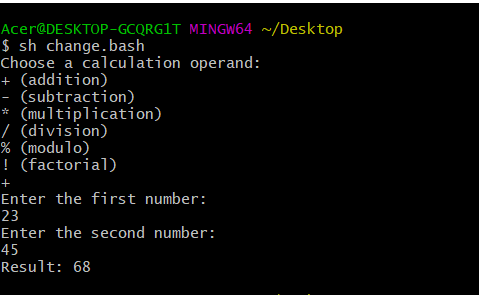 Acer@DESKTOP-GCQRG1T MINGW64 ~/Desktop
$ sh change.bash
Choose a calculation operand:
+ (addition)
- (subtraction)
* (multiplication)
/ (division)
% (modulo)
! (factorial)
+
Enter the first number:
23
Enter the second number:
45
Result: 68